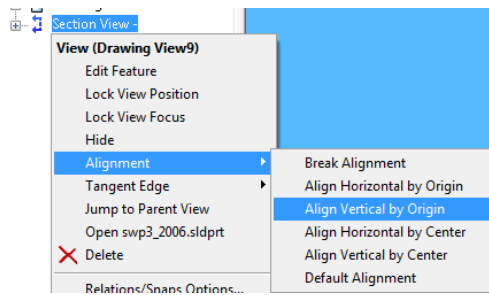 Section View -
View (Drawing View9)
Edit Feature
Lock View Position
Lock View Focus
Hide
Alignment
Tangent Edge
Jump to Parent View
Open swp3_2006.sldprt
Delete
Relations/Snaps Options...
Break Alignment
Align Horizontal by Origin
Align Vertical by Origin
Align Horizontal by Center
Align Vertical by Center
Default Alignment